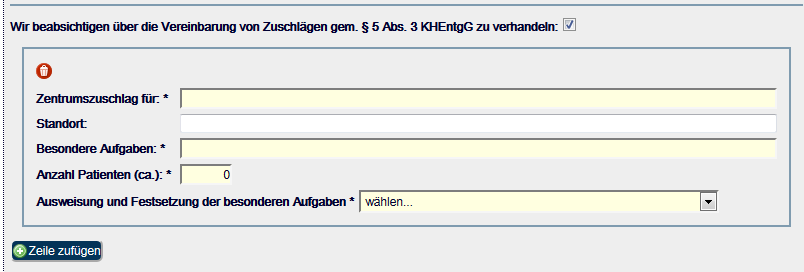 Wir beabsichtigen über die Vereinbarung von Zuschlägen gem. § 5 Abs. 3 KHEntgG zu verhandeln:
Zentrumszuschlag für: *
Standort:
Besondere Aufgaben: *
Anzahl Patienten (ca.): * 0
Ausweisung und Festsetzung der besonderen Aufgaben * wählen...
Zeile zufügen